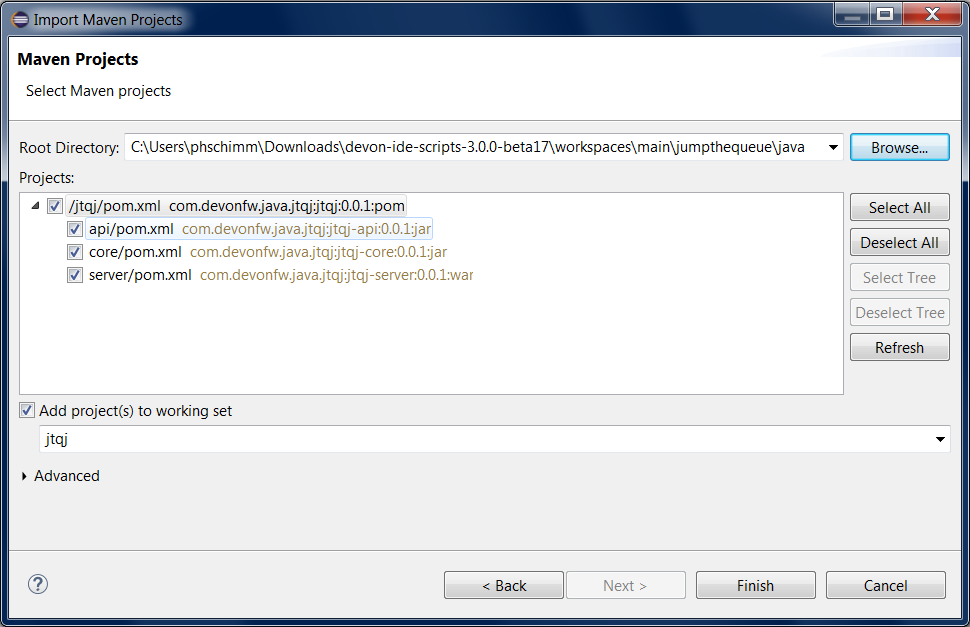 Import Maven Projects
Maven Projects
Select Maven projects
Root Directory: C:\Users\phschimm\Downloads\devon-ide-scripts-3.0.0-beta17\workspaces\main\jumpthequeue\java Browse...
Projects:
/jtqj/pom.xml com.devonfw.java.jtqj:jtqj:0.0.1:pom
api/pom.xml com.devonfw.java.jtqj:jtqj-api:0.0.1:jar
core/pom.xml com.devonfw.java.jtqj:jtqj-core:0.0.1:jar
server/pom.xml com.devonfw.java.jtqj:jtqj-server:0.0.1:war
Select All
Deselect All
Select Tree
Deselect Tree
Refresh
Add project(s) to working set
jtqj
Advanced
? < Back Next > Finish Cancel